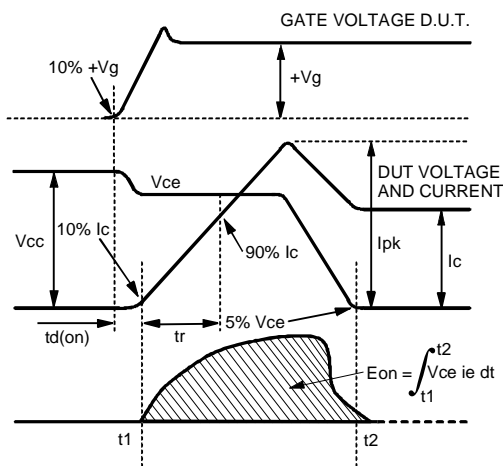 GATE VOLTAGE D.U.T.
10% +Vg
+Vg
Vce
DUT VOLTAGE
AND CURRENT
Vcc
10% Ic
90% Ic
Ipk
Ic
td(on)
tr
5% Vce
Eon = ∫ Vce ie dt
t2
t1
t1
t2